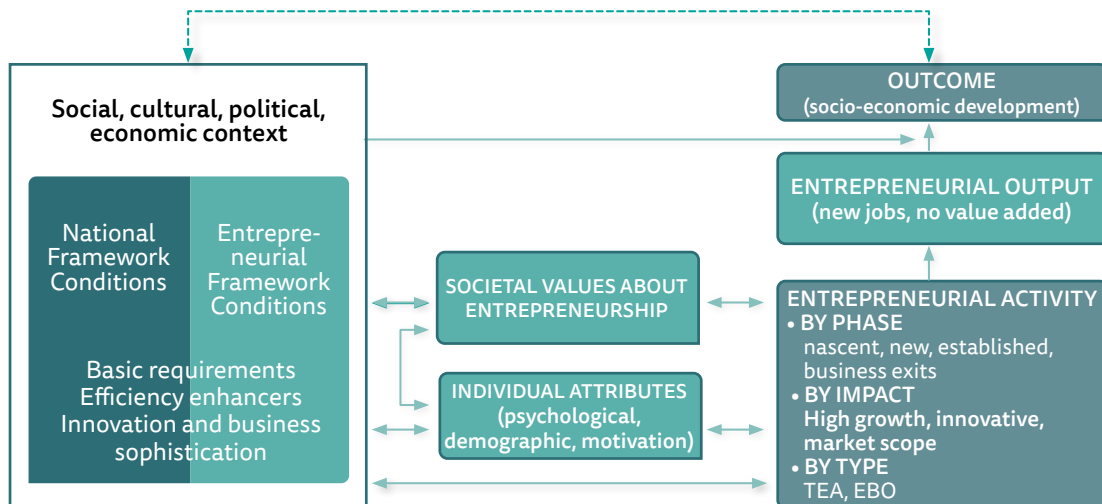 Social, cultural, political,
economic context
National
Framework
Conditions
Entrepre-
neurial
Framework
Conditions
Basic requirements
Efficiency enhancers
Innovation and business
sophistication
SOCIETAL VALUES ABOUT
ENTREPRENEURSHIP
INDIVIDUAL ATTRIBUTES
(psychological,
demographic, motivation)
OUTCOME
(socio-economic development)
ENTREPRENEURIAL OUTPUT
(new jobs, no value added)
ENTREPRENEURIAL ACTIVITY
• BY PHASE
nascent, new, established,
business exits
• BY IMPACT
High growth, innovative,
market scope
• BY TYPE
TEA, EBO